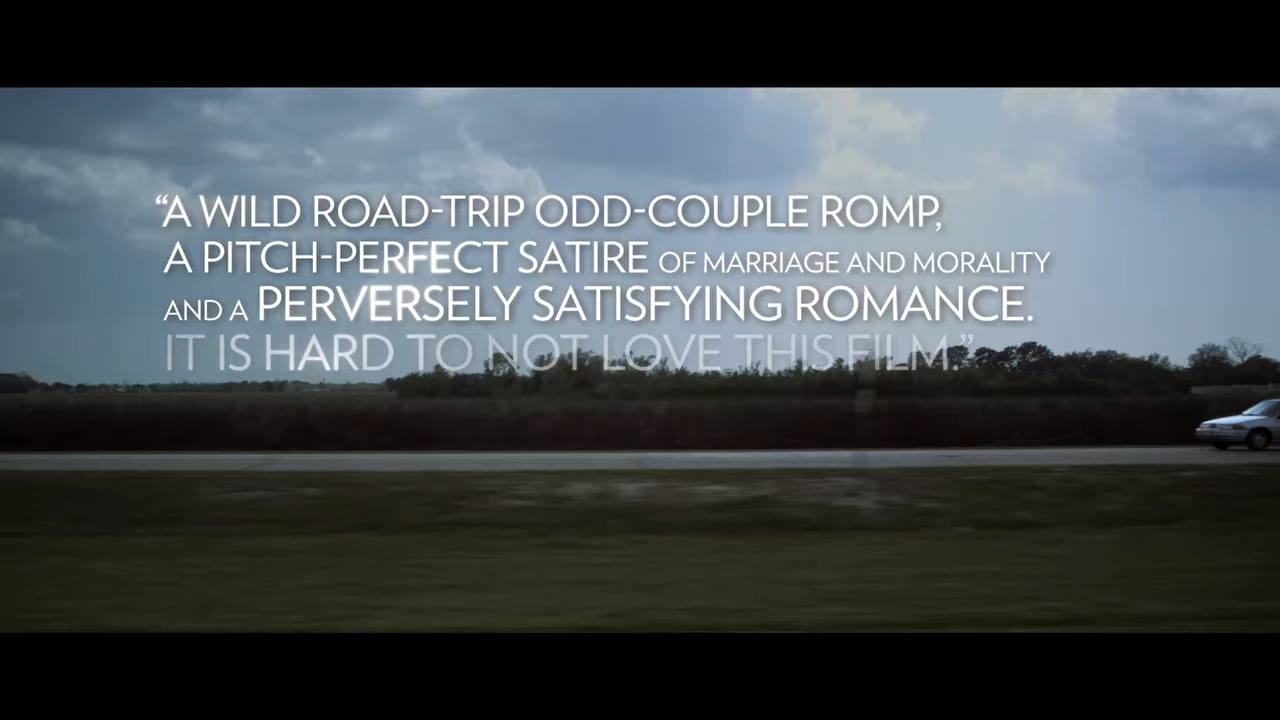 “A WILD ROAD-TRIP ODD-COUPLE ROMP,
A PITCH-PERFECT SATIRE OF MARRIAGE AND MORALITY
AND A PERVERSELY SATISFYING ROMANCE.
IT IS HARD TO NOT LOVE THIS FILM.”